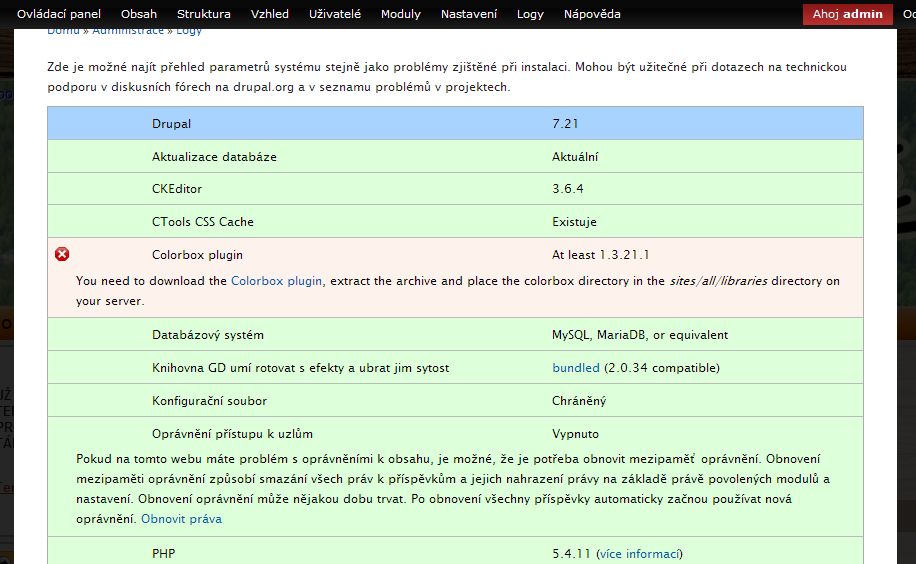 Ovládací panel Obsah Struktura Vzhled Uživatelé Moduly Nastavení Logy Nápověda Ahoj admin
Domů » Administrace » Logy
Zde je možné najít přehled parametrů systému stejně jako problémy zjištěné při instalaci. Mohou být užitečné při dotazech na technickou
podporu v diskusních fórech na drupal.org a v seznamu problémů v projektech.
Drupal 7.21
Aktualizace databáze Aktuální
CKEditor 3.6.4
CTools CSS Cache Existuje
Colorbox plugin At least 1.3.21.1
You need to download the Colorbox plugin, extract the archive and place the colorbox directory in the sites/all/libraries directory on
your server.
Databázový systém MySQL, MariaDB, or equivalent
Knihovna GD umí rotovat s efekty a ubrat jim sytost bundled (2.0.34 compatible)
Konfigurační soubor Chráněný
Oprávnění přístupu k uzlům Vypnuto
Pokud na tomto webu máte problém s oprávněními k obsahu, je možné, že je potřeba obnovit mezipaměť oprávnění. Obnovení
mezipaměti oprávnění způsobí smazání všech práv k příspěvkům a jejich nahrazení právy na základě právě povolených modulů a
nastavení. Obnovení oprávnění může nějakou dobu trvat. Po obnovení všechny příspěvky automaticky začnou používat nová
oprávnění. Obnovit práva
PHP 5.4.11 (více informací)